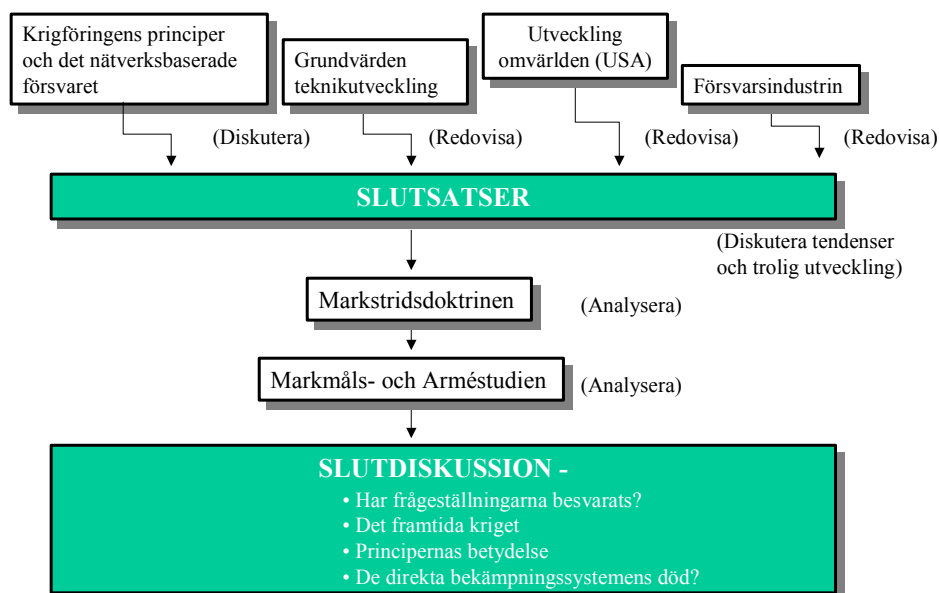 Krigföringens principer
och det nätverksbaserade
försvaret
Grundvärden
teknikutveckling
Utveckling
omvärlden (USA)
Försvarsindustrin
(Diskutera)
(Redovisa)
(Redovisa)
(Redovisa)
SLUTSATSER
(Diskutera tendenser
och trolig utveckling)
Markstridsdoktrinen
(Analysera)
Markmåls- och Arméstudien
(Analysera)
SLUTDISKUSSION -
• Har frågeställningarna besvarats?
• Det framtida kriget
• Principernas betydelse
• De direkta bekämpningssystemens död?